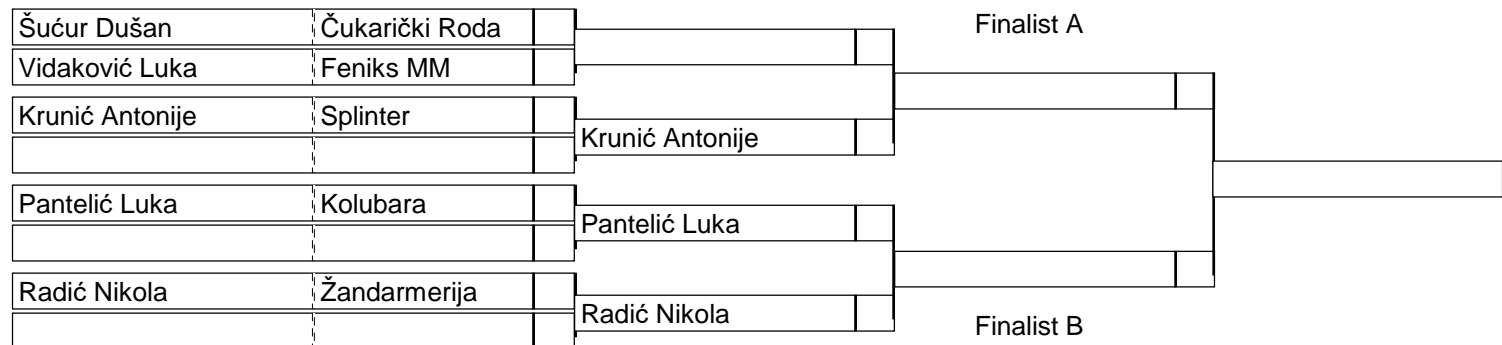 Šućur Dušan Čukarički Roda Finalist A
Vidaković Luka Feniks MM
Krunić Antonije Splinter
Krunić Antonije
Pantelić Luka Kolubara
Pantelić Luka
Radić Nikola Žandarmerija
Radić Nikola
Finalist B